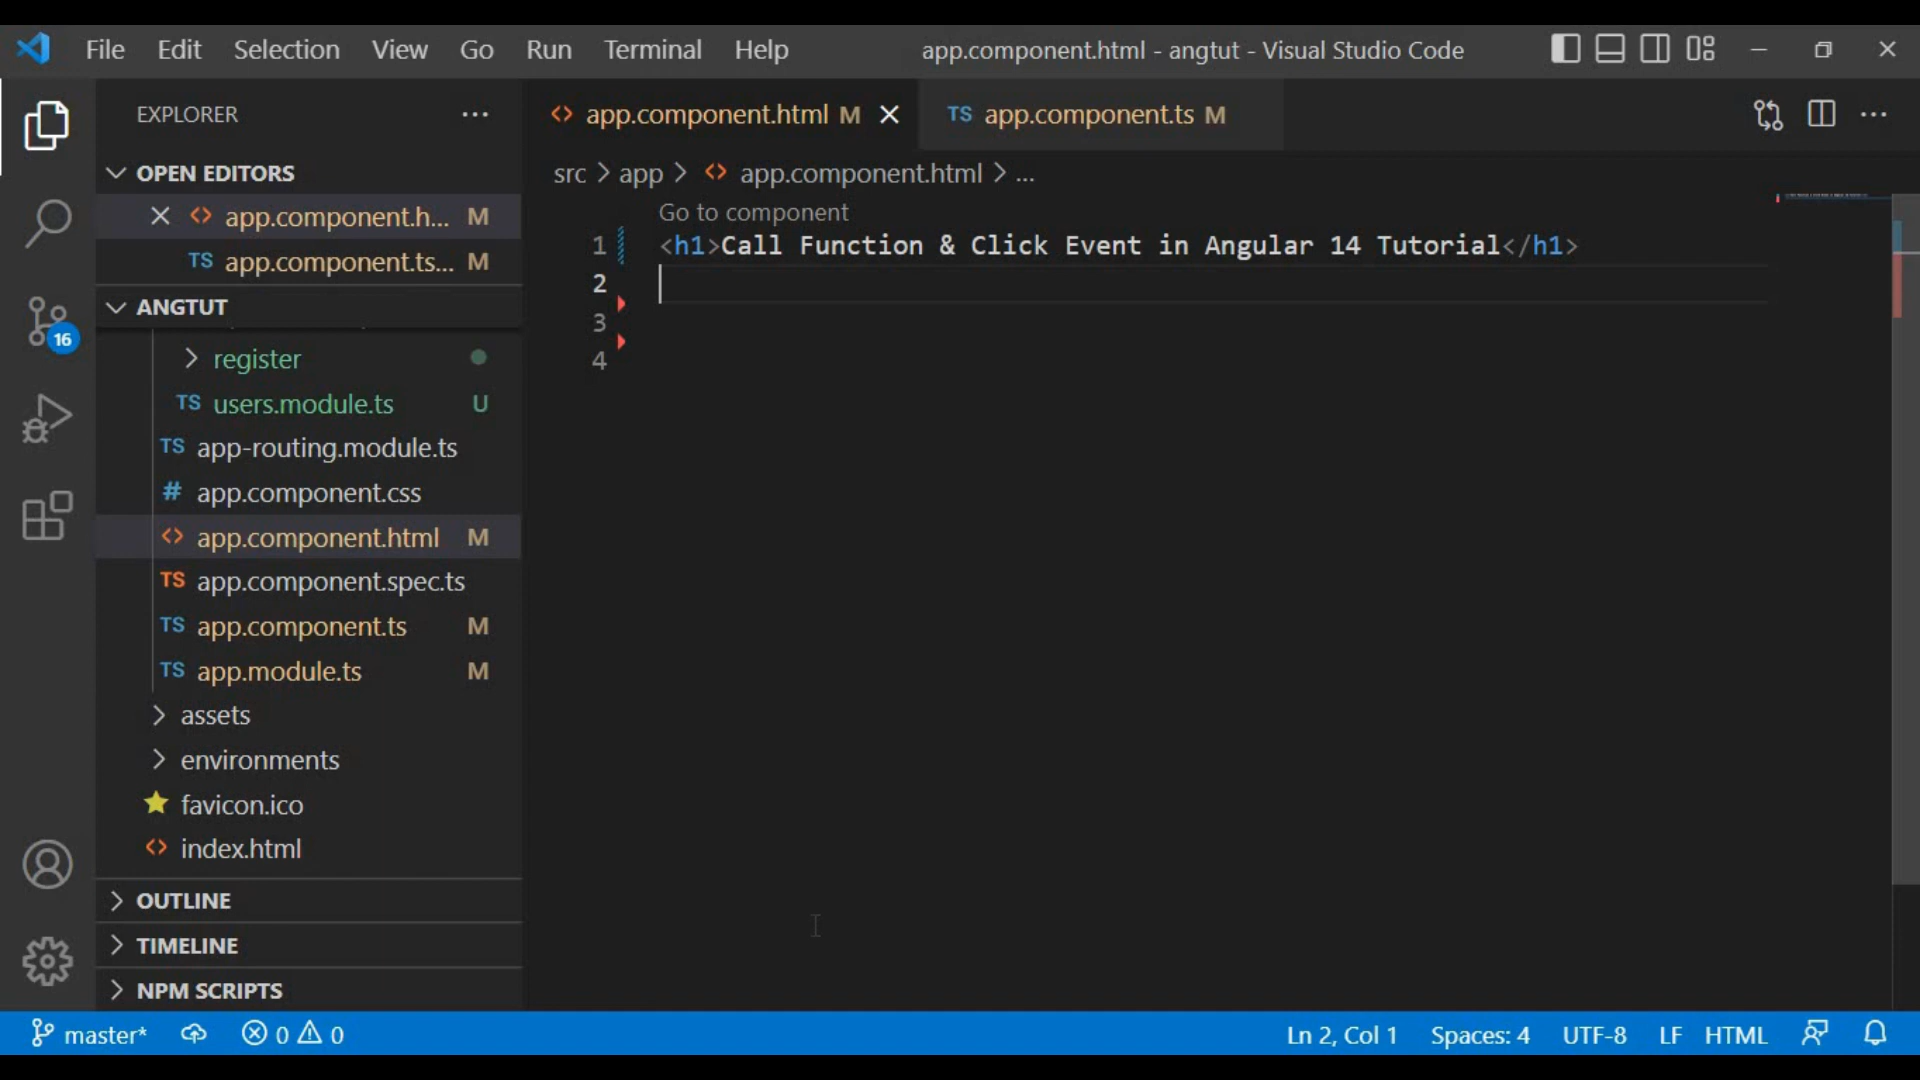 File Edit Selection View Go Run Terminal Help app.component.html - angtut - Visual Studio Code
EXPLORER
OPEN EDITORS
app.component.h... M
TS app.component.ts... M
ANGTUT
register
TS users.module.ts U
TS app-routing.module.ts
# app.component.css
<> app.component.html M
TS app.component.spec.ts
TS app.component.ts M
TS app.module.ts M
assets
environments
favicon.ico
<> index.html
OUTLINE
TIMELINE
NPM SCRIPTS
16
<> app.component.html M TS app.component.ts M
src > app > <> app.component.html > ...
Go to component
1 <h1>Call Function & Click Event in Angular 14 Tutorial</h1>
2
3
4
master* 0 0 Ln 2, Col 1 Spaces: 4 UTF-8 LF HTML